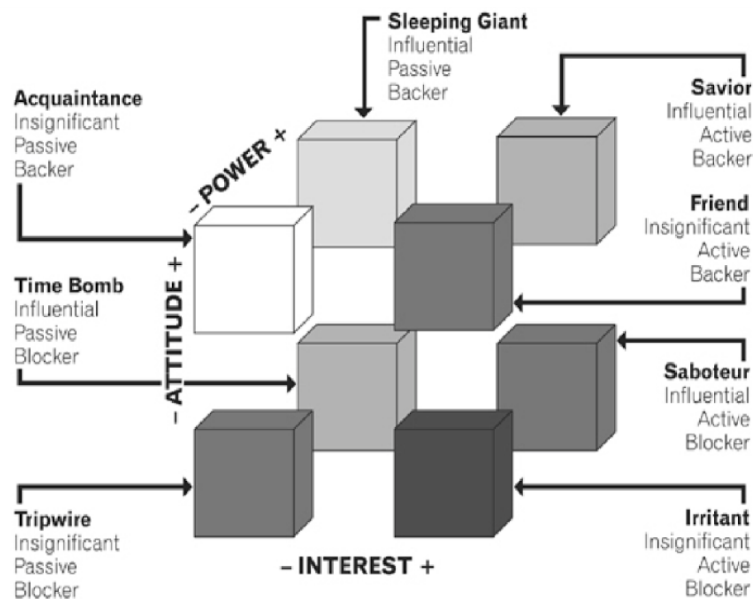 Sleeping Giant
Influential
Passive
Backer
Savior
Influential
Active
Backer
Acquaintance
Insignificant
Passive
Backer
– POWER +
Friend
Insignificant
Active
Backer
Time Bomb
Influential
Passive
Blocker
– ATTITUDE +
Saboteur
Influential
Active
Blocker
Tripwire
Insignificant
Passive
Blocker
– INTEREST +
Irritant
Insignificant
Active
Blocker